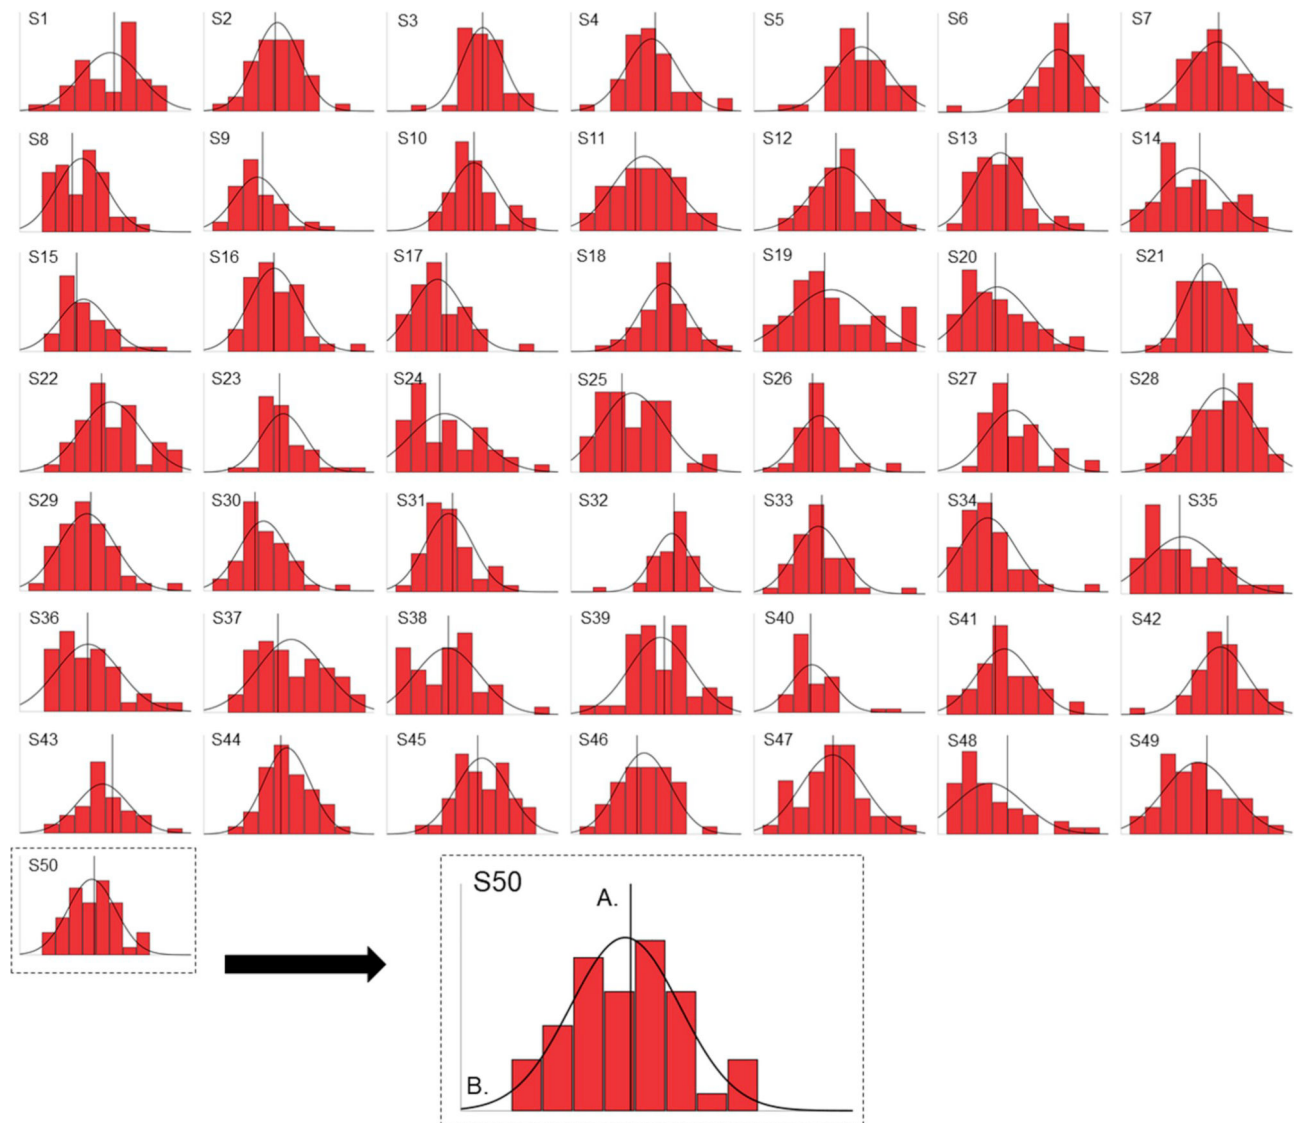 S1 S2 S3 S4 S5 S6 S7
S8 S9 S10 S11 S12 S13 S14
S15 S16 S17 S18 S19 S20 S21
S22 S23 S24 S25 S26 S27 S28
S29 S30 S31 S32 S33 S34 S35
S36 S37 S38 S39 S40 S41 S42
S43 S44 S45 S46 S47 S48 S49
S50
S50
A.
B.